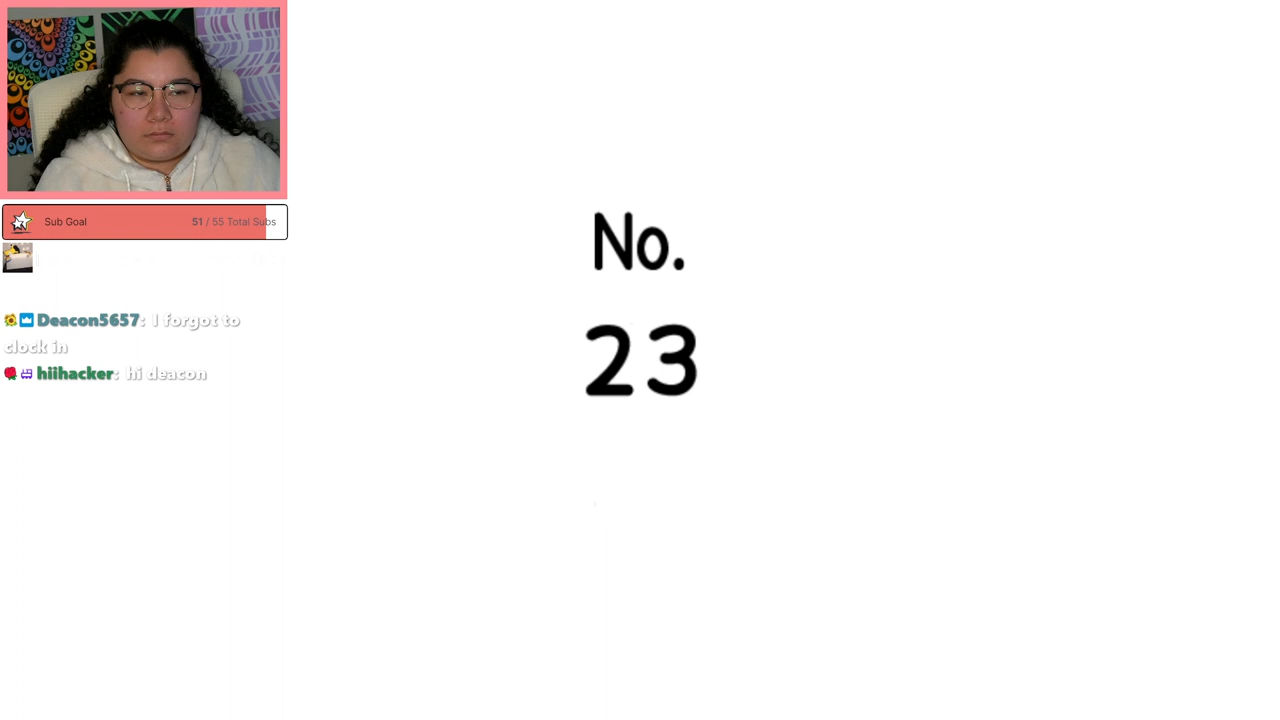 Sub Goal 51 / 55 Total Subs
Deacon5657: I forgot to
clock in
hiihacker: hi deacon
No.
23